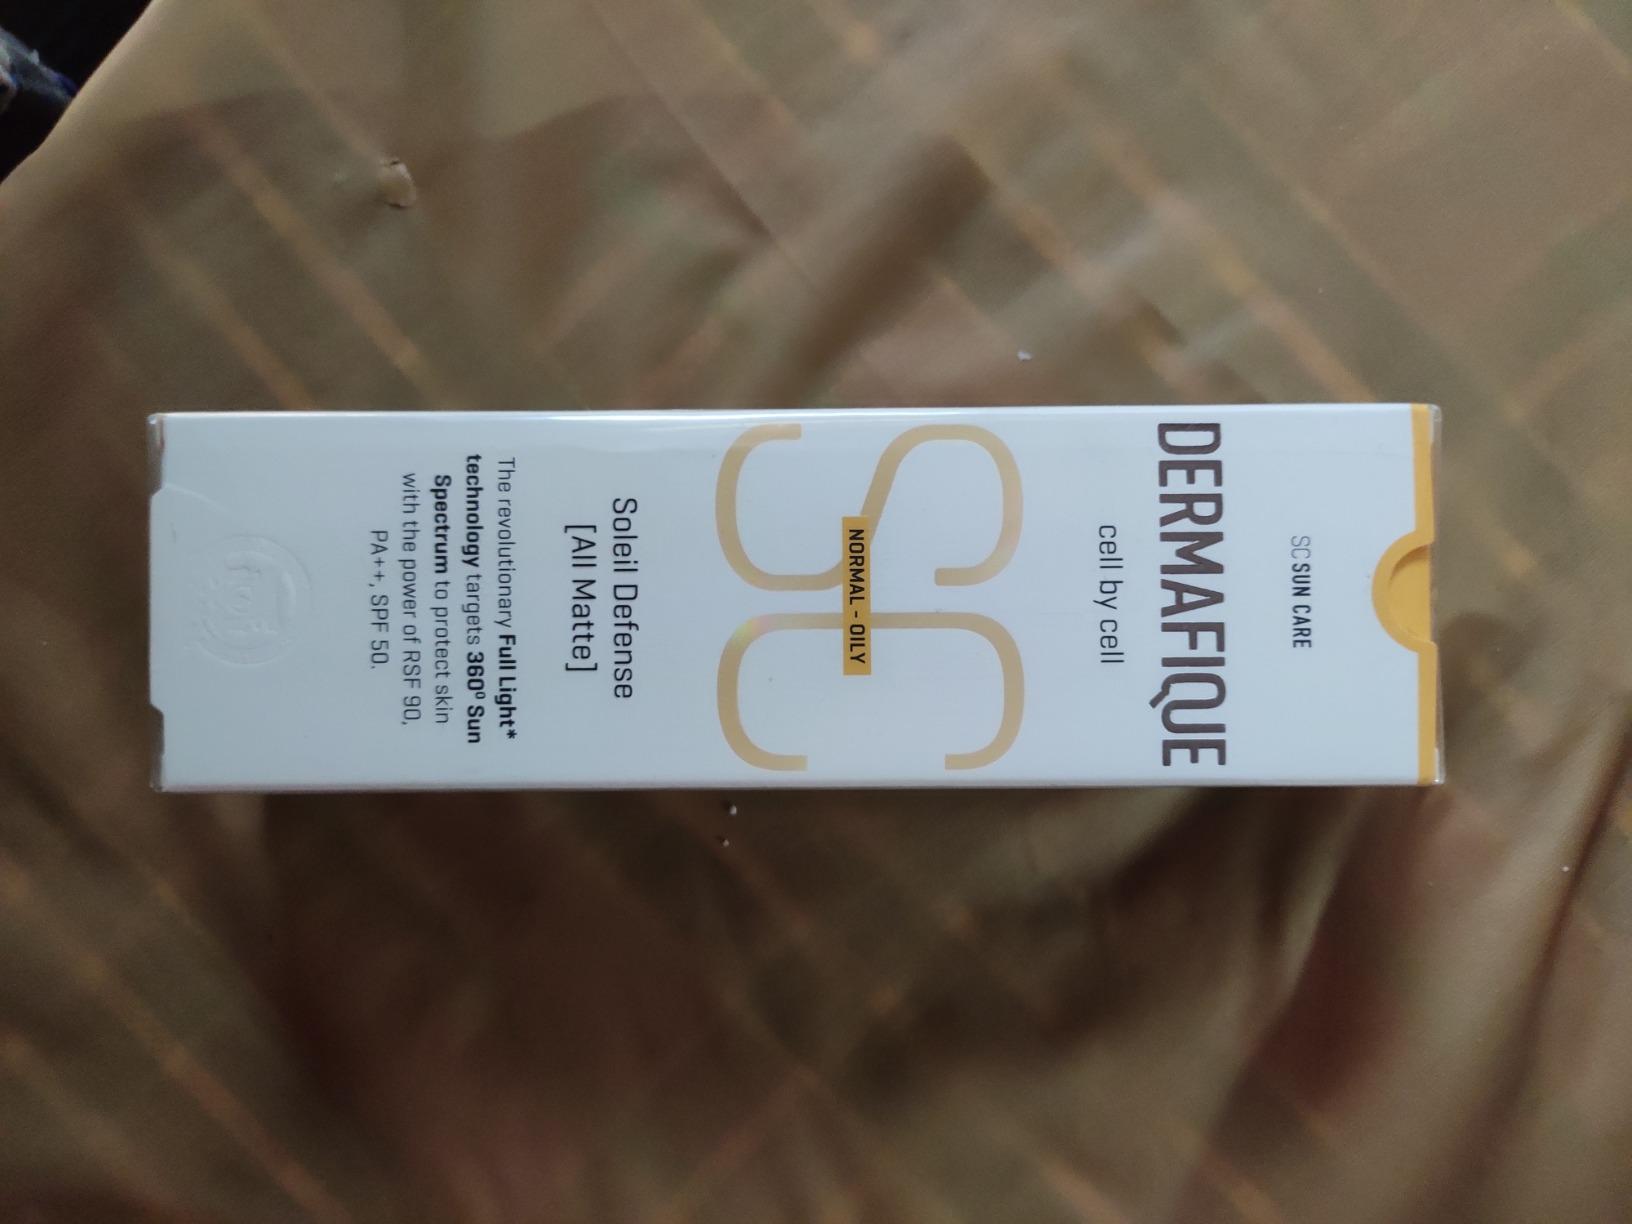 SC SUN CARE
DERMAFIQUE
cell by cell
SC
NORMAL - OILY
Soleil Defense
[All Matte]
The revolutionary Full Light*
technology targets 360⁰ Sun
Spectrum to protect skin
with the power of RSF 90,
PA++, SPF 50.